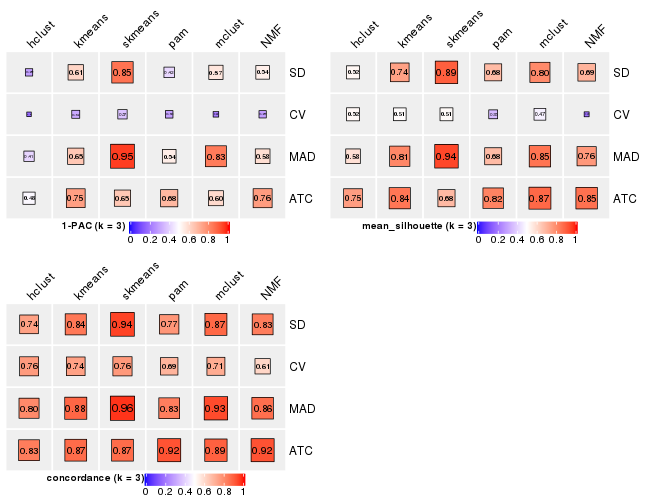 hclust kmeans skmeans pam mclust NMF
0.61 0.85 0.42 0.57 0.54 SD
CV
0.41 0.65 0.95 0.54 0.83 0.58 MAD
0.48 0.75 0.65 0.68 0.60 0.76 ATC
1-PAC (k = 3)
0 0.2 0.4 0.6 0.8 1
hclust kmeans skmeans pam mclust NMF
0.52 0.74 0.89 0.68 0.80 0.69 SD
0.52 0.51 0.51 0.47 CV
0.58 0.81 0.94 0.68 0.85 0.76 MAD
0.75 0.84 0.68 0.82 0.87 0.85 ATC
mean_silhouette (k = 3)
0 0.2 0.4 0.6 0.8 1
hclust kmeans skmeans pam mclust NMF
0.74 0.84 0.94 0.77 0.87 0.83 SD
0.76 0.74 0.76 0.69 0.71 0.61 CV
0.80 0.88 0.96 0.83 0.93 0.86 MAD
0.83 0.87 0.87 0.92 0.89 0.92 ATC
concordance (k = 3)
0 0.2 0.4 0.6 0.8 1